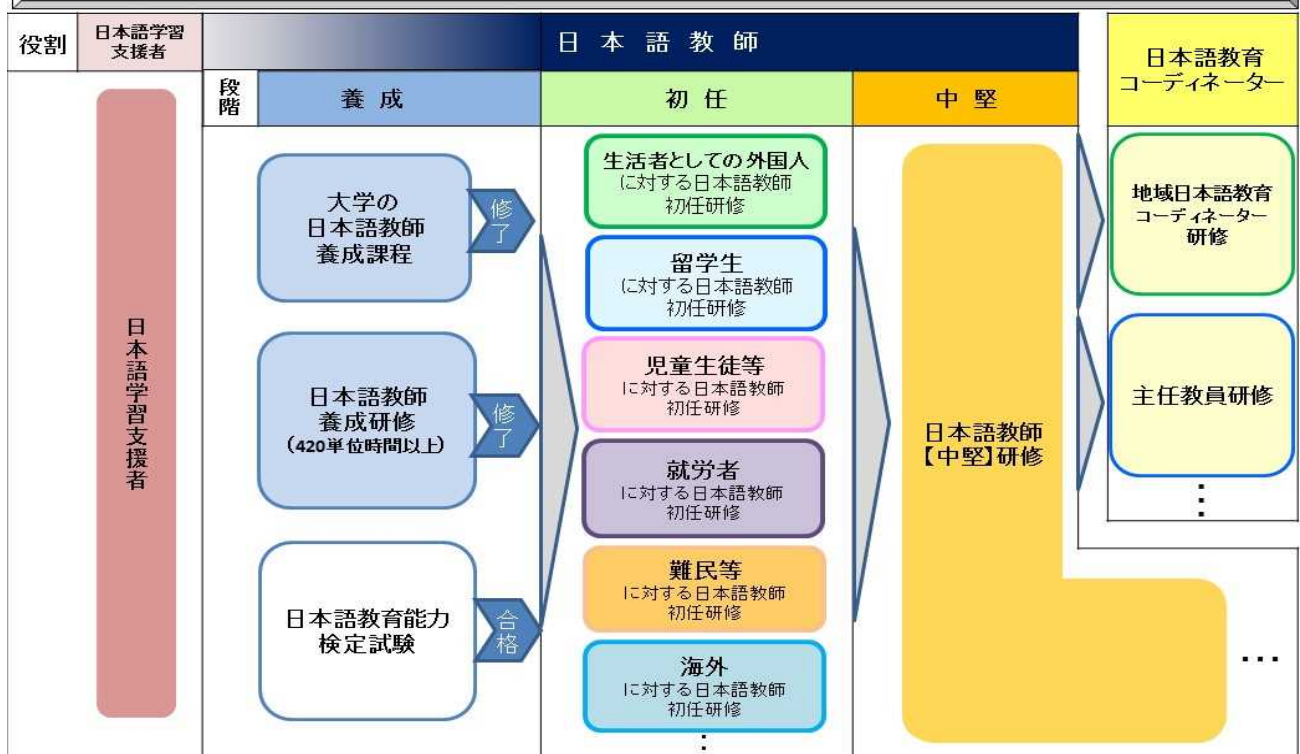 役割
日本語学習
支援者
日本語教師
日本語教育
コーディネーター
段
階
養成
初任
中堅
日本語学習支援者
大学の
日本語教師
養成課程
修
了
日本語教師
養成研修
(420単位時間以上)
修
了
日本語教育能力
検定試験
合
格
生活者としての外国人
に対する日本語教師
初任研修
留学生
に対する日本語教師
初任研修
児童生徒等
に対する日本語教師
初任研修
就労者
に対する日本語教師
初任研修
難民等
に対する日本語教師
初任研修
海外
に対する日本語教師
初任研修
⋮
日本語教師
【中堅】研修
地域日本語教育
コーディネーター
研修
主任教員研修
⋮
…